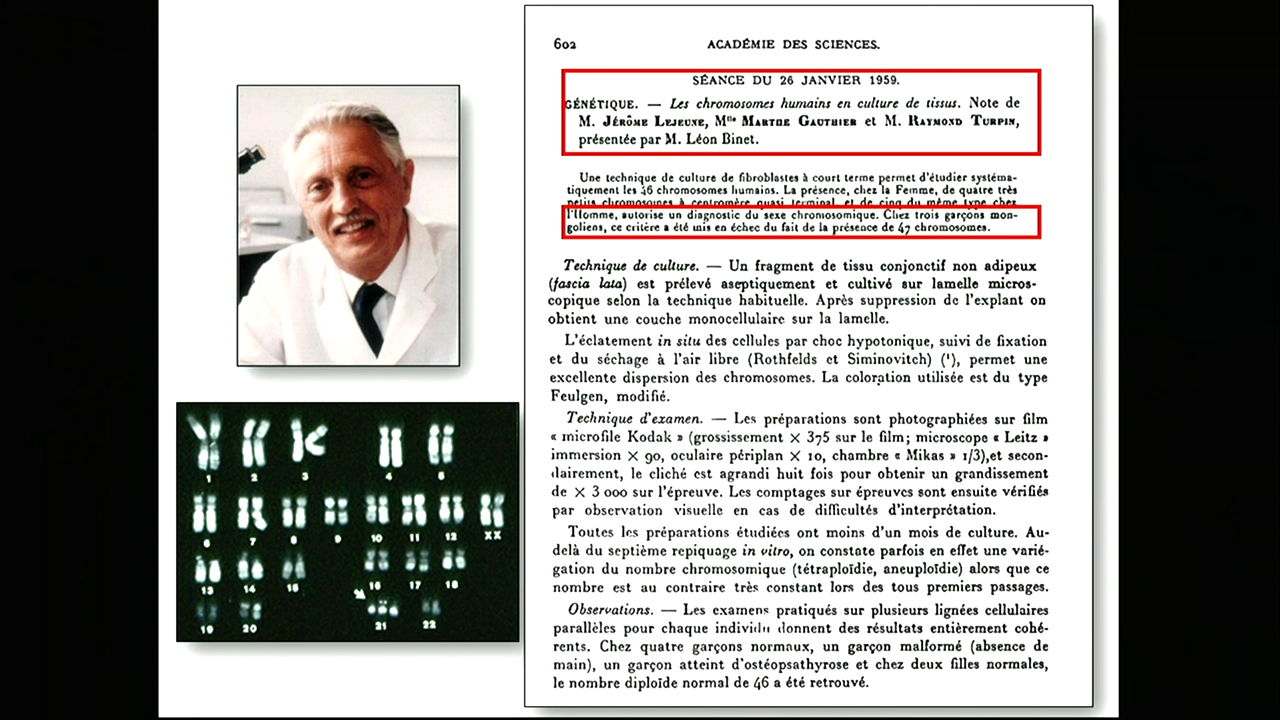 602
ACADÉMIE DES SCIENCES.
SÉANCE DU 26 JANVIER 1959.
GÉNÉTIQUE. — Les chromosomes humains en culture de tissus. Note de
M. JÉRÔME LEJEUNE, Mlle MARTHE GAUTHIER et M. RAYMOND TURPIN,
présentée par M. Léon Binet.
Une technique de culture de fibroblastes à court terme permet d'étudier systéma-
tiquement les 46 chromosomes humains. La présence, chez la Femme, de quatre très
petits chromosomes à centromère quasi terminal, et de cinq du même type chez
l'Homme, autorise un diagnostic du sexe chromosomique. Chez trois garçons mon-
goliens, ce critère a été mis en échec du fait de la présence de 47 chromosomes.
Technique de culture. — Un fragment de tissu conjonctif non adipeux
(fascia lata) est prélevé aseptiquement et cultivé sur lamelle micros-
copique selon la technique habituelle. Après suppression de l'explant on
obtient une couche monocellulaire sur la lamelle.
L'éclatement in situ des cellules par choc hypotonique, suivi de fixation
et du séchage à l'air libre (Rothfelds et Siminovitch) (¹), permet une
excellente dispersion des chromosomes. La coloration utilisée est du type
Feulgen, modifié.
Technique d'examen. — Les préparations sont photographiées sur film
« microfile Kodak » (grossissement × 375 sur le film; microscope « Leitz »
immersion × 90, oculaire périplan × 10, chambre « Mikas » 1/3),et secon-
dairement, le cliché est agrandi huit fois pour obtenir un grandissement
de × 3 000 sur l'épreuve. Les comptages sur épreuves sont ensuite vérifiés
par observation visuelle en cas de difficultés d'interprétation.
Toutes les préparations étudiées ont moins d'un mois de culture. Au-
delà du septième repiquage in vitro, on constate parfois en effet une varié-
gation du nombre chromosomique (tétraploïdie, aneuploïdie) alors que ce
nombre est au contraire très constant lors des tous premiers passages.
Observations. — Les examens pratiqués sur plusieurs lignées cellulaires
parallèles pour chaque individu donnent des résultats entièrement cohé-
rents. Chez quatre garçons normaux, un garçon malformé (absence de
main), un garçon atteint d'ostéopsathyrose et chez deux filles normales,
le nombre diploïde normal de 46 a été retrouvé.
1 2 3 4 5
6 7 8 9 10 11 12 XX
13 14 15 16 17 18
19 20 21 22